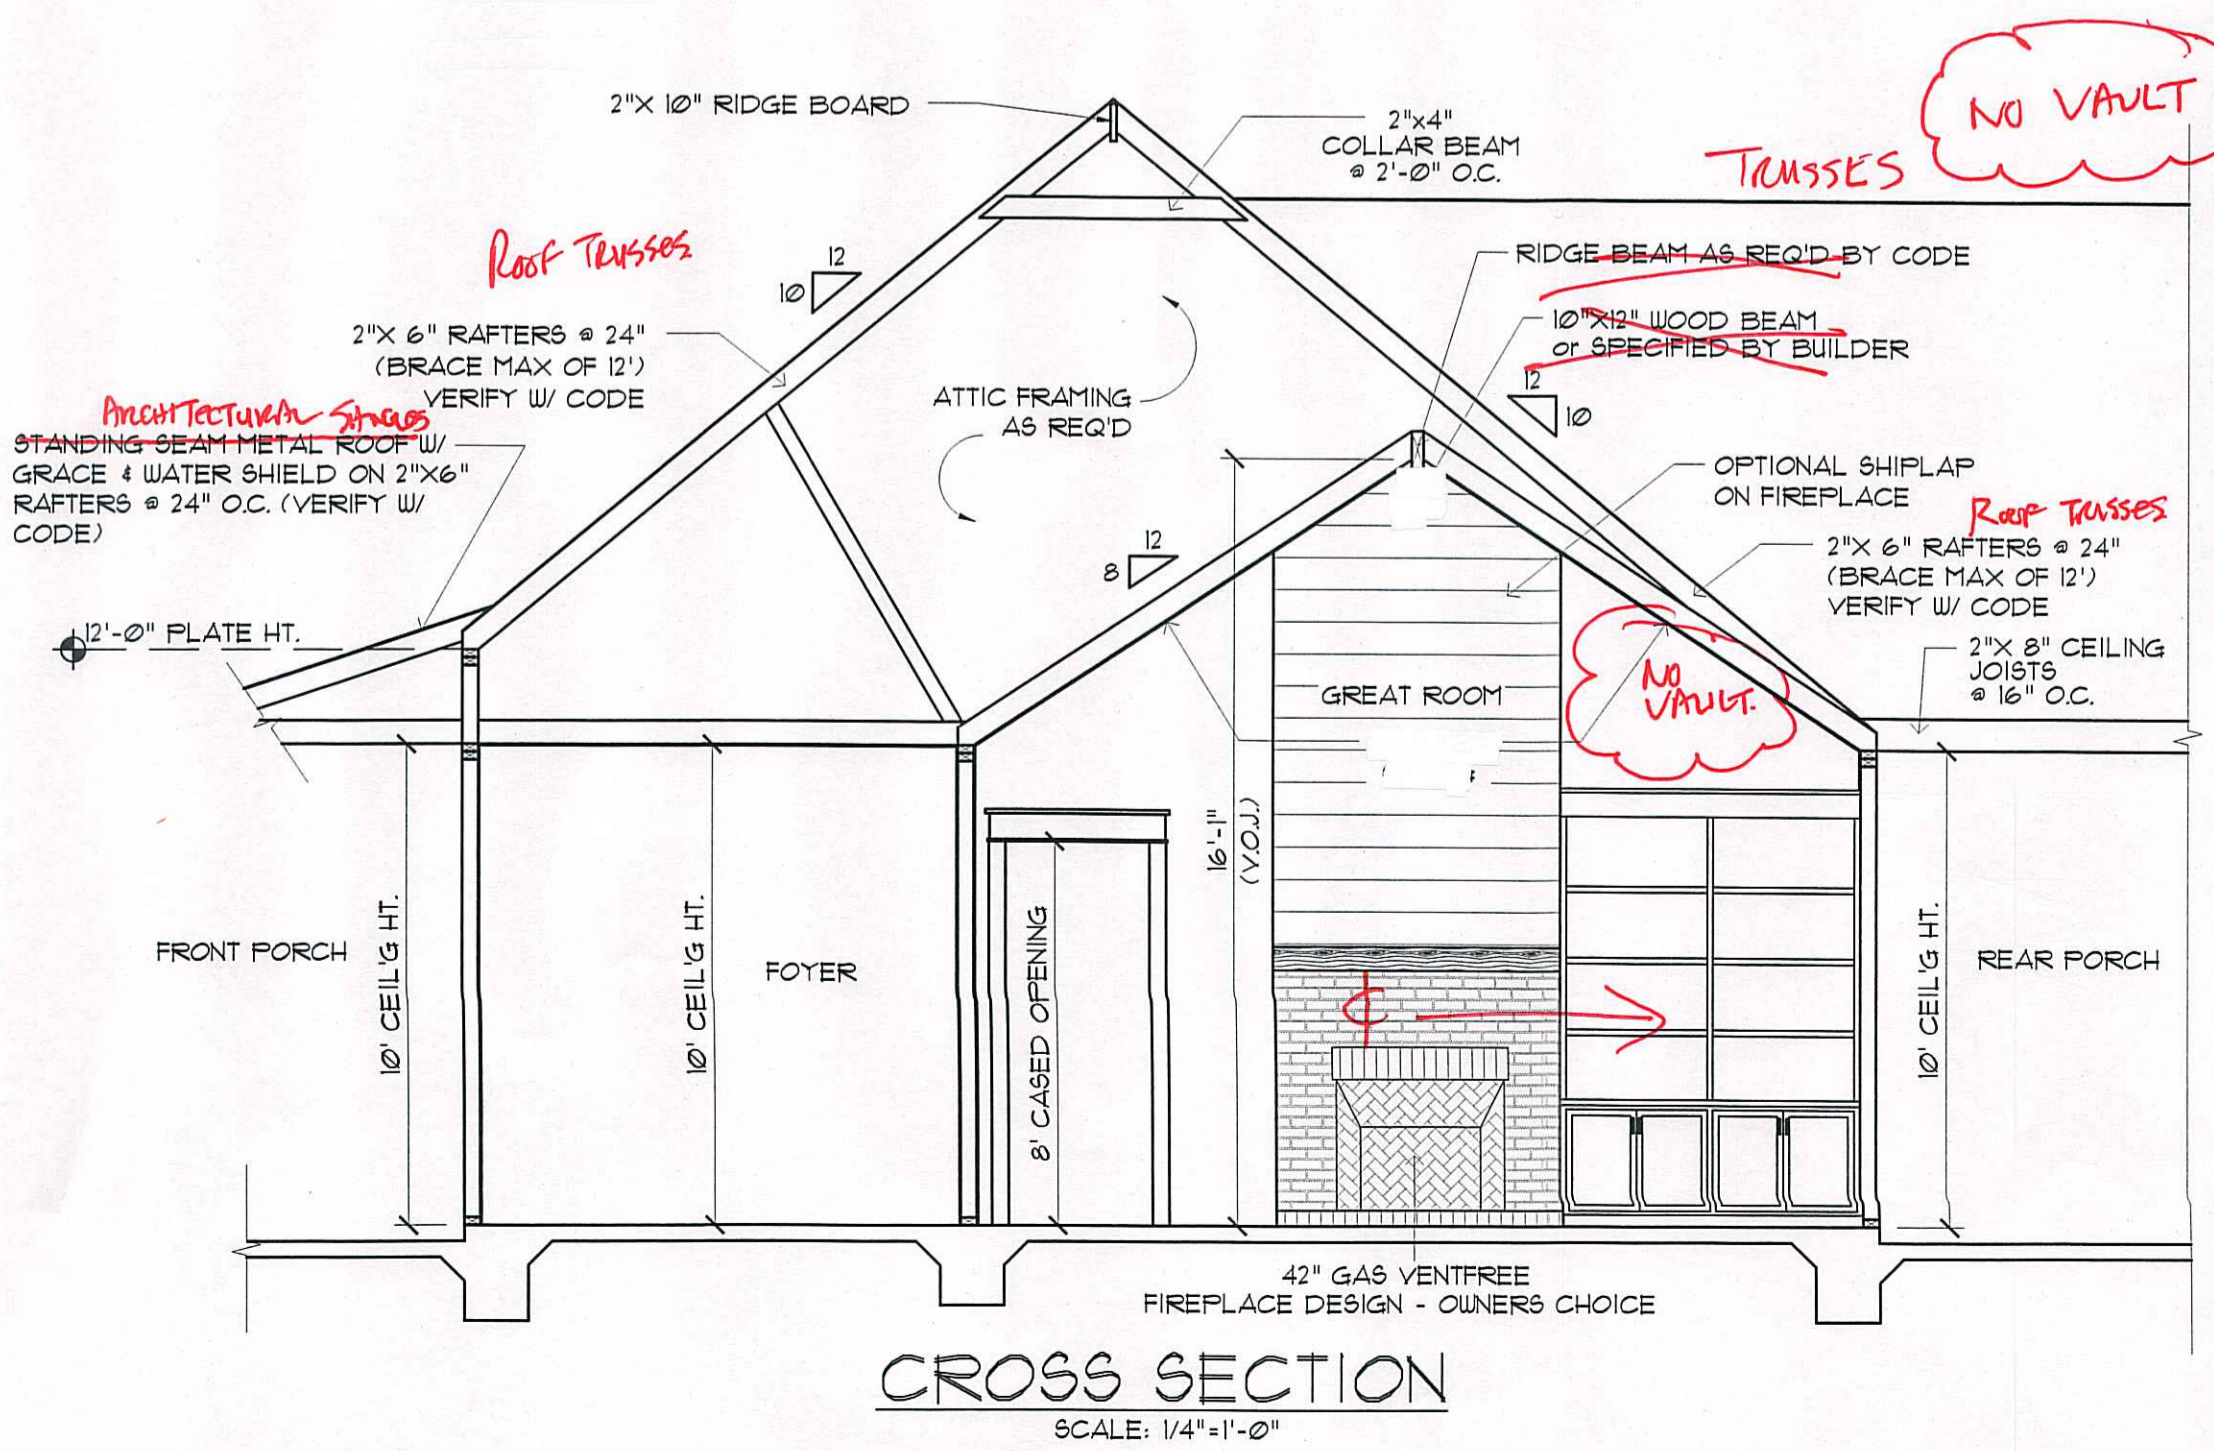 NO VAULT
2"X 10" RIDGE BOARD
2"x4"
COLLAR BEAM
@ 2'-0" O.C.
TRUSSES
Roof Trusses
12
10
RIDGE BEAM AS REQ'D BY CODE
10"X12" WOOD BEAM
or SPECIFIED BY BUILDER
2"X 6" RAFTERS @ 24"
(BRACE MAX OF 12')
VERIFY W/ CODE
12
10
ATTIC FRAMING
AS REQ'D
ARCHITECTURAL
STANDING SEAM METAL ROOF W/
GRACE & WATER SHIELD ON 2"X6"
RAFTERS @ 24" O.C. (VERIFY W/
CODE)
OPTIONAL SHIPLAP
ON FIREPLACE
Roof Trusses
2"X 6" RAFTERS @ 24"
(BRACE MAX OF 12')
VERIFY W/ CODE
12
8
12'-0" PLATE HT.
2"X 8" CEILING
JOISTS
@ 16" O.C.
GREAT ROOM
NO
VAULT.
16'-1"
(V.O.J.)
FRONT PORCH
10' CEIL'G HT.
10' CEIL'G HT.
FOYER
8' CASED OPENING
10' CEIL'G HT.
REAR PORCH
42" GAS VENTFREE
FIREPLACE DESIGN - OWNERS CHOICE
CROSS SECTION
SCALE: 1/4"=1'-0"